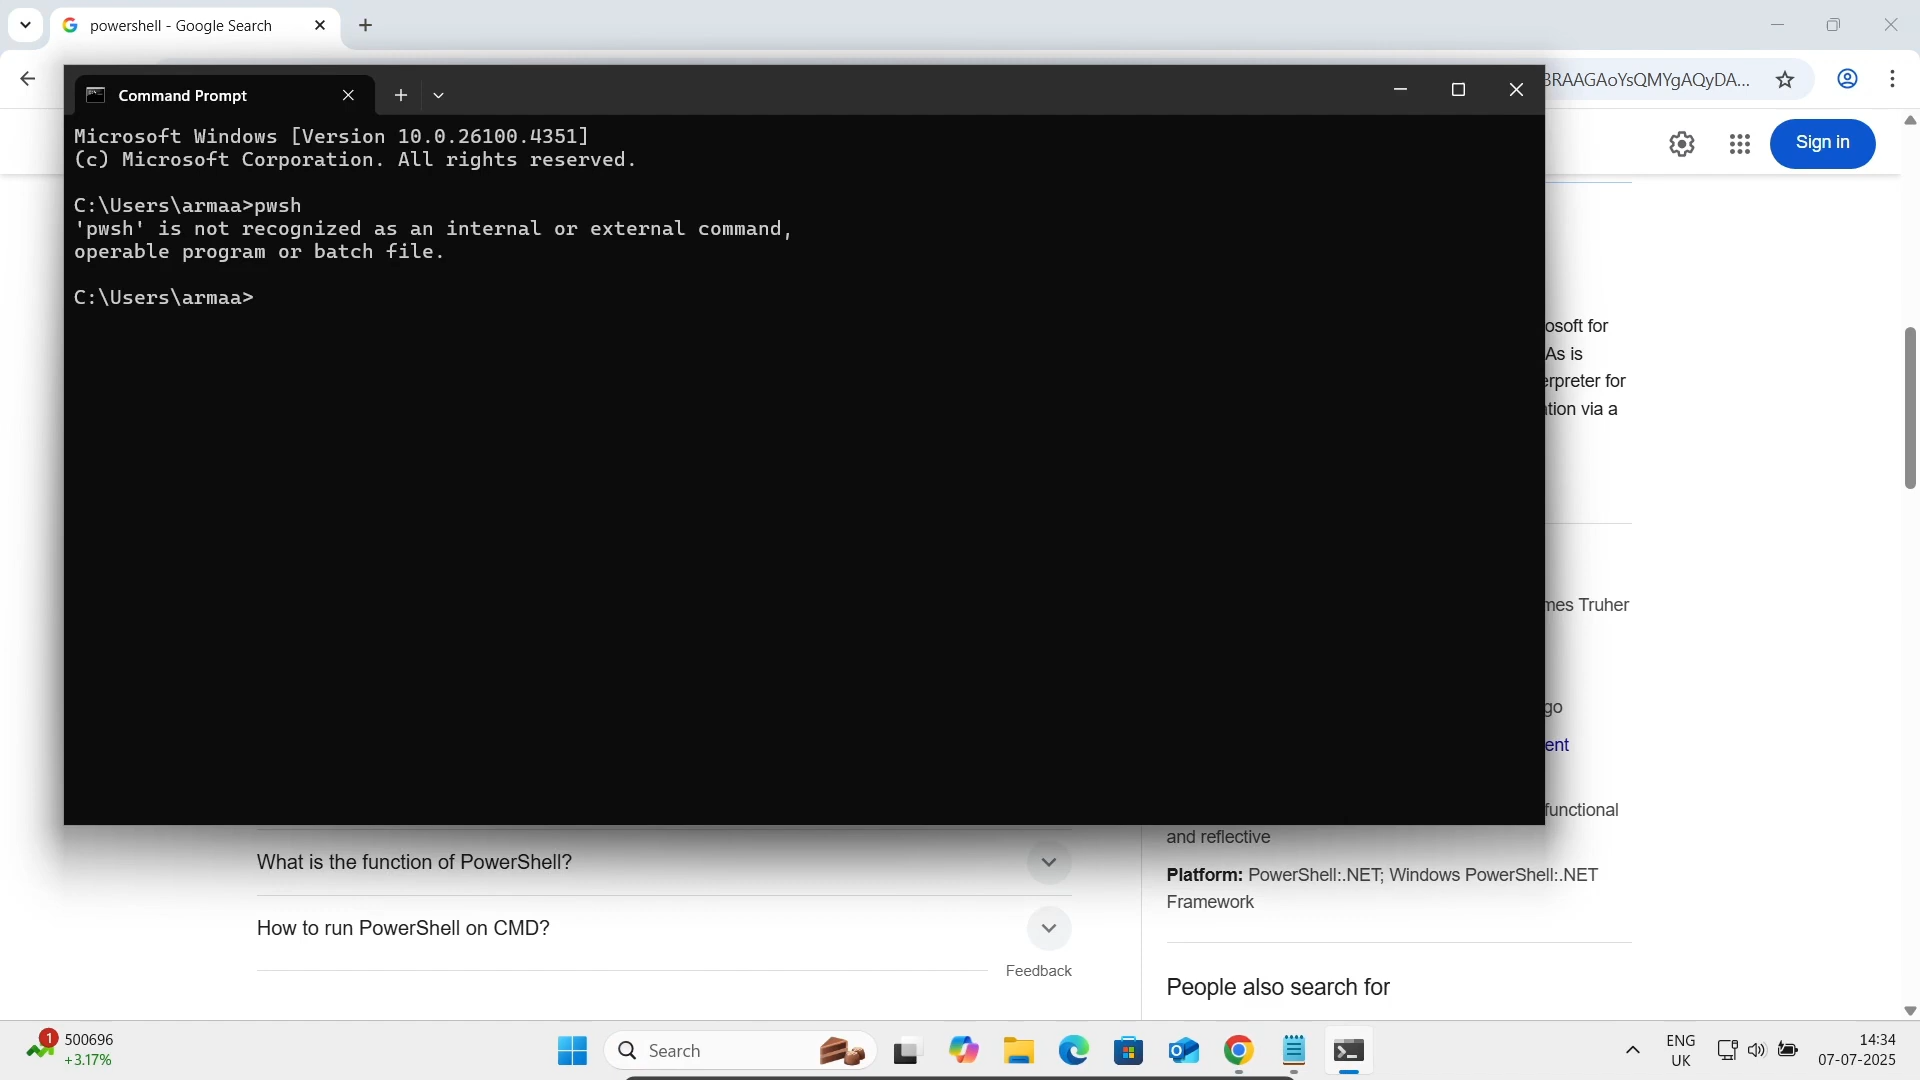 powershell - Google Search
3RAAGAoYsQMYgAQyDA...
Command Prompt
Sign in
Microsoft Windows [Version 10.0.26100.4351]
(c) Microsoft Corporation. All rights reserved.
C:\Users\armaa>pwsh
'pwsh' is not recognized as an internal or external command,
operable program or batch file.
C:\Users\armaa>
osoft for
As is
erpreter for
ation via a
mes Truher
go
ent
functional
and reflective
Platform: PowerShell:.NET; Windows PowerShell:.NET
Framework
People also search for
What is the function of PowerShell?
How to run PowerShell on CMD?
Feedback
1
500696
+3.17%
Search
ENG
UK
14:34
07-07-2025